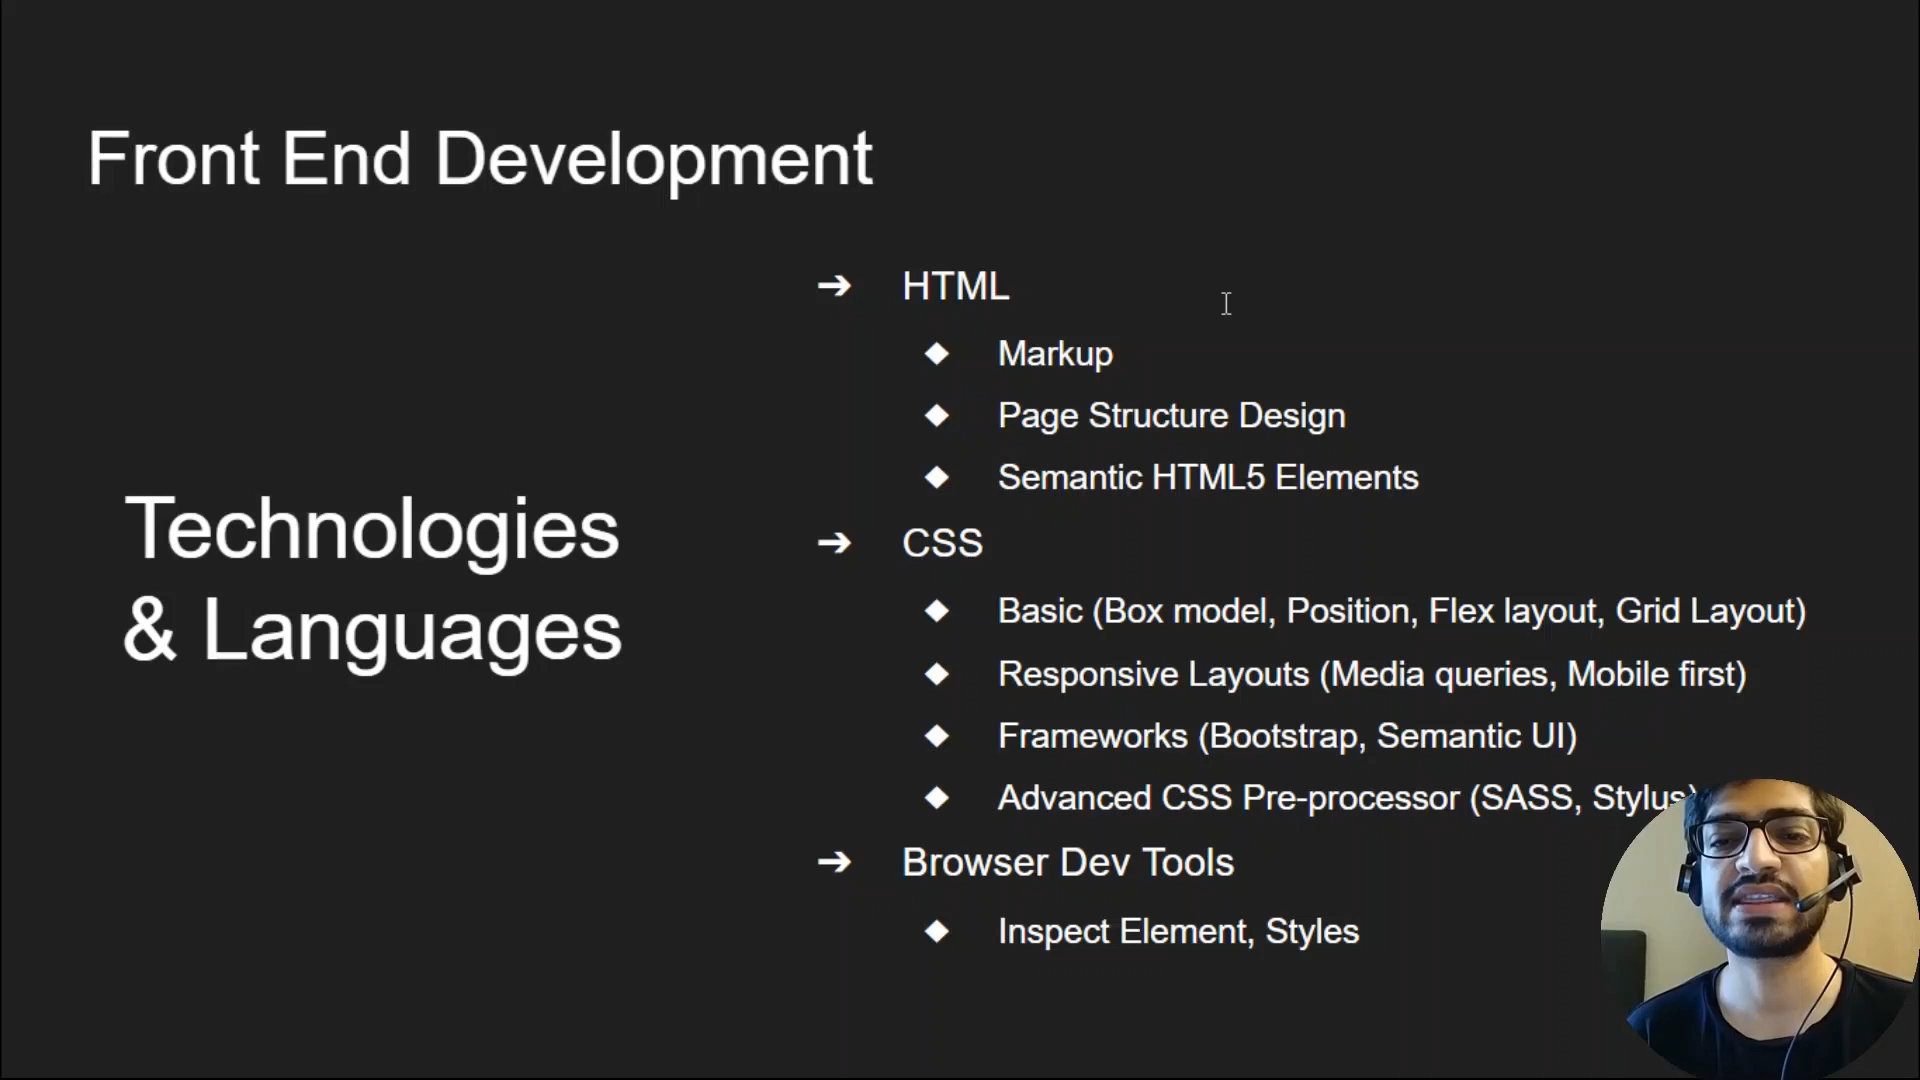 Front End Development
Technologies
& Languages
➔ HTML
◆ Markup
◆ Page Structure Design
◆ Semantic HTML5 Elements
➔ CSS
◆ Basic (Box model, Position, Flex layout, Grid Layout)
◆ Responsive Layouts (Media queries, Mobile first)
◆ Frameworks (Bootstrap, Semantic UI)
◆ Advanced CSS Pre-processor (SASS, Stylus)
➔ Browser Dev Tools
◆ Inspect Element, Styles